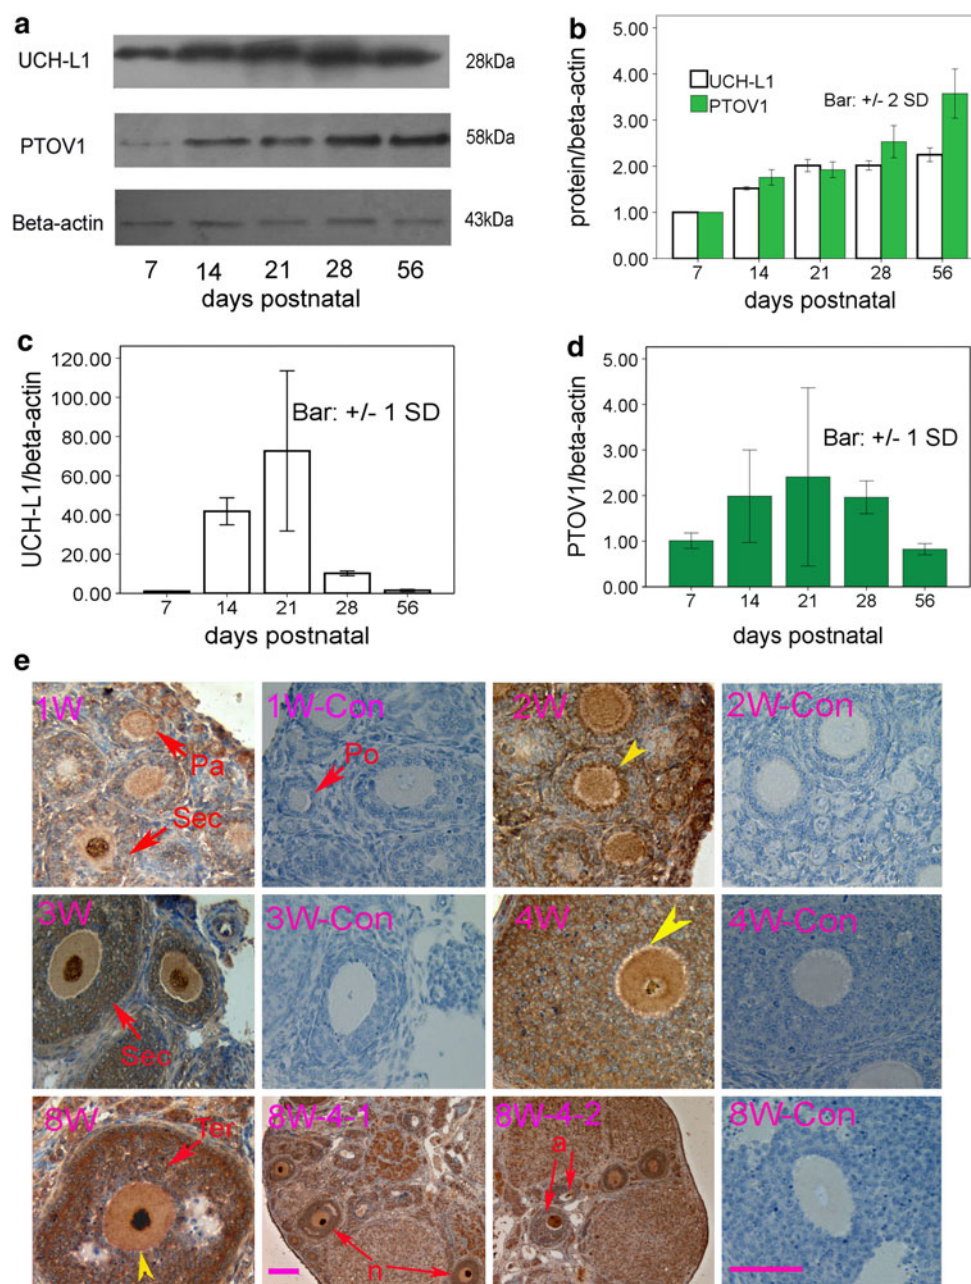 a
UCH-L1
28kDa
PTOV1
58kDa
Beta-actin
43kDa
7 14 21 28 56
days postnatal
b
protein/beta-actin
5.00
4.00
3.00
2.00
1.00
0.00
UCH-L1
PTOV1
Bar: +/- 2 SD
7 14 21 28 56
days postnatal
c
UCH-L1/beta-actin
120.00
100.00
80.00
60.00
40.00
20.00
0.00
Bar: +/- 1 SD
7 14 21 28 56
days postnatal
d
PTOV1/beta-actin
5.00
4.00
3.00
2.00
1.00
0.00
Bar: +/- 1 SD
7 14 21 28 56
days postnatal
e
1W
Pa
Sec
1W-Con
Po
2W
2W-Con
3W
Sec
3W-Con
4W
4W-Con
8W
Ter
8W-4-1
n
8W-4-2
a
8W-Con